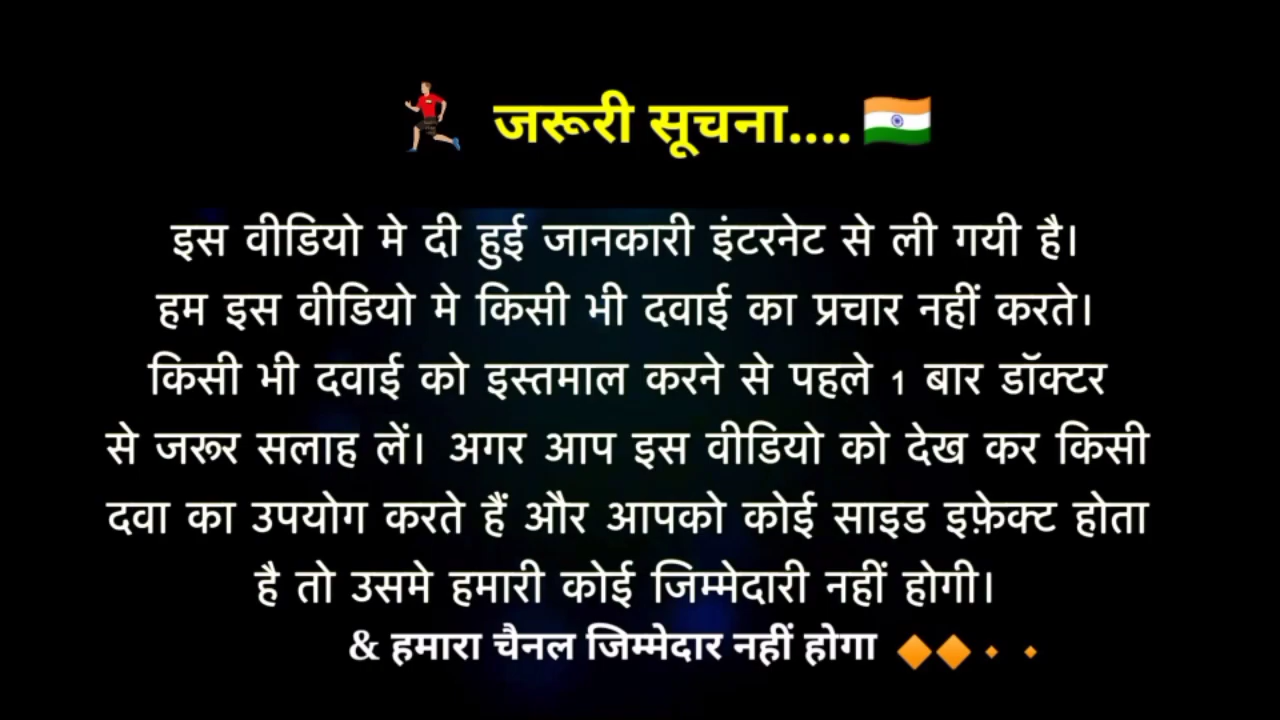 जरूरी सूचना....
इस वीडियो मे दी हुई जानकारी इंटरनेट से ली गयी है।
हम इस वीडियो मे किसी भी दवाई का प्रचार नहीं करते।
किसी भी दवाई को इस्तमाल करने से पहले 1 बार डॉक्टर
से जरूर सलाह लें। अगर आप इस वीडियो को देख कर किसी
दवा का उपयोग करते हैं और आपको कोई साइड इफ़ेक्ट होता
है तो उसमे हमारी कोई जिम्मेदारी नहीं होगी।
& हमारा चैनल जिम्मेदार नहीं होगा